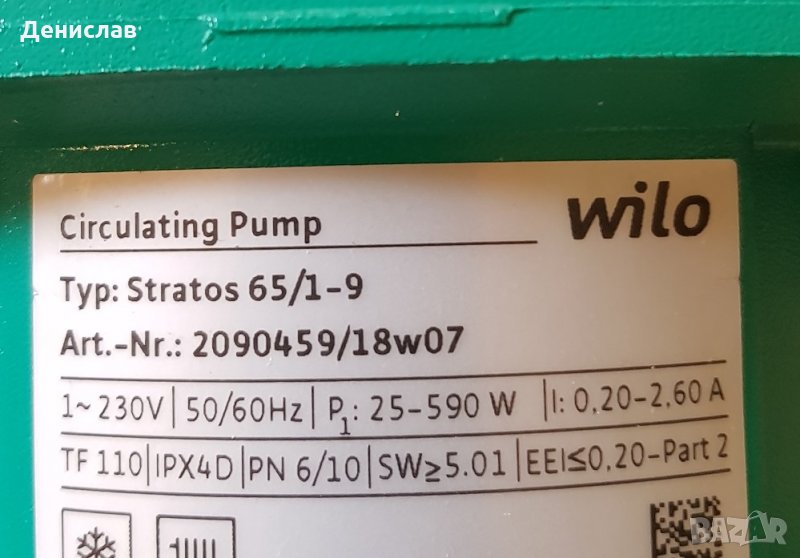 Денислав
wilo
Circulating Pump
Typ: Stratos 65/1-9
Art.-Nr.: 2090459/18w07
1~ 230V | 50/60Hz | P1: 25-590 W | I: 0,20-2,60 A
TF 110 | IPX4D | PN 6/10 | SW≥5.01 | EEI≤0,20-Part 2
BAZAR